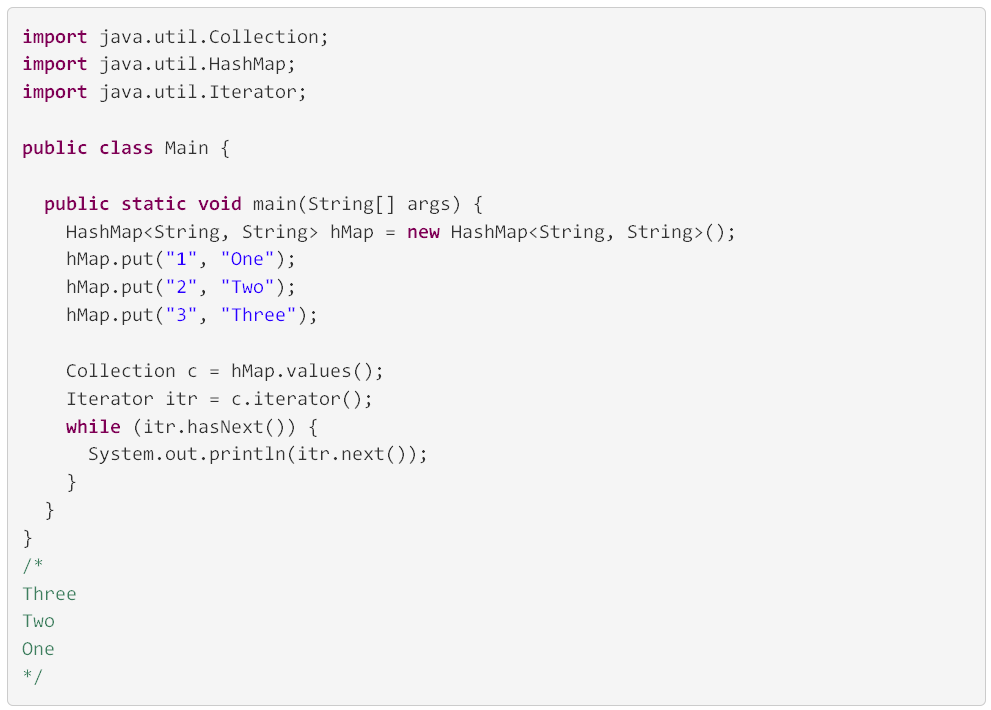 import java.util.Collection;
import java.util.HashMap;
import java.util.Iterator;

public class Main {

  public static void main(String[] args) {
    HashMap<String, String> hMap = new HashMap<String, String>();
    hMap.put("1", "One");
    hMap.put("2", "Two");
    hMap.put("3", "Three");

    Collection c = hMap.values();
    Iterator itr = c.iterator();
    while (itr.hasNext()) {
      System.out.println(itr.next());
    }
  }
}
/*
Three
Two
One
*/